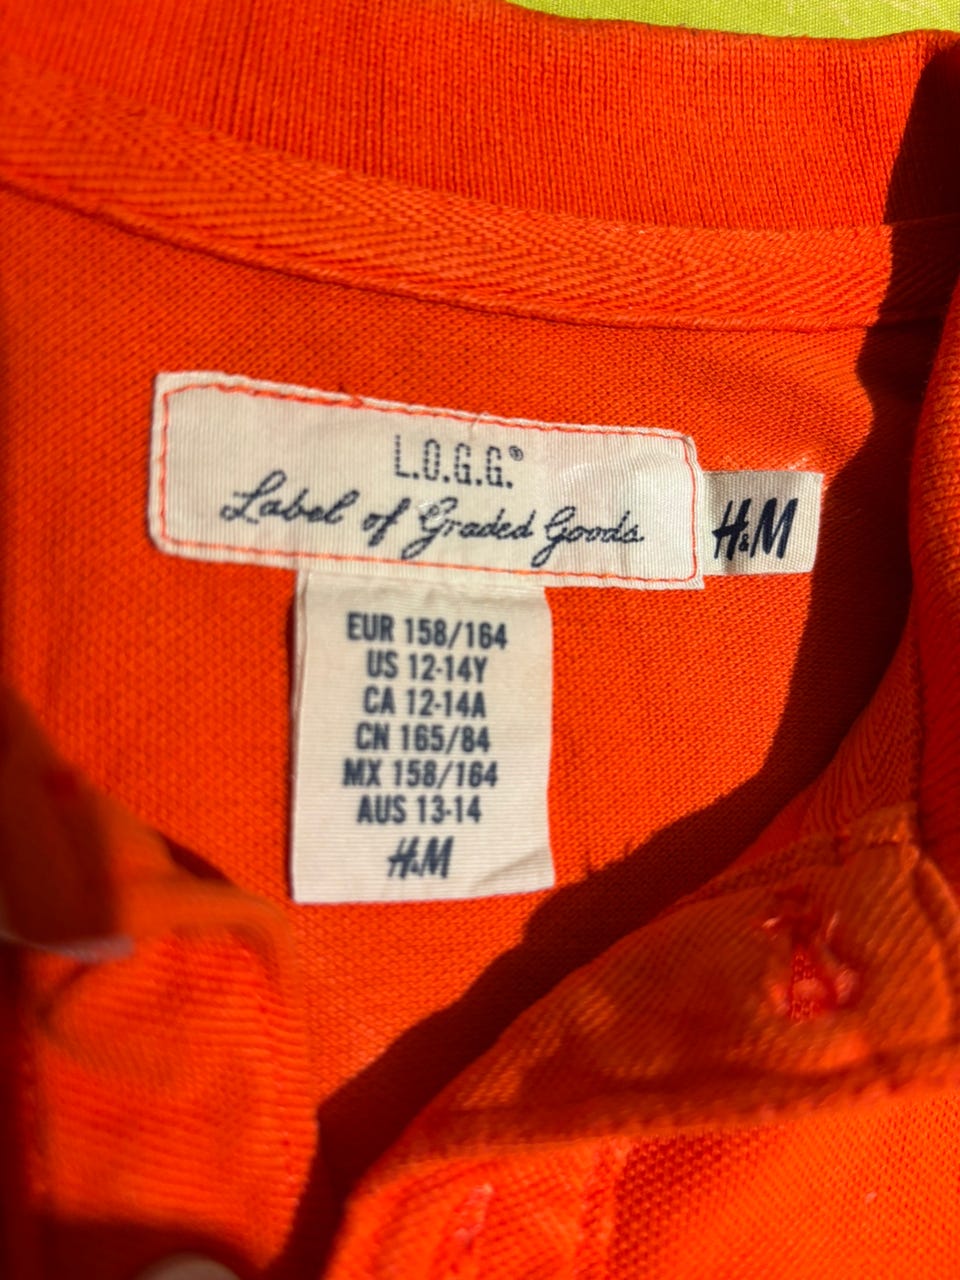 L.O.G.G.®
Label of Graded Goods
H&M
EUR 158/164
US 12-14Y
CA 12-14A
CN 165/84
MX 158/164
AUS 13-14
H&M